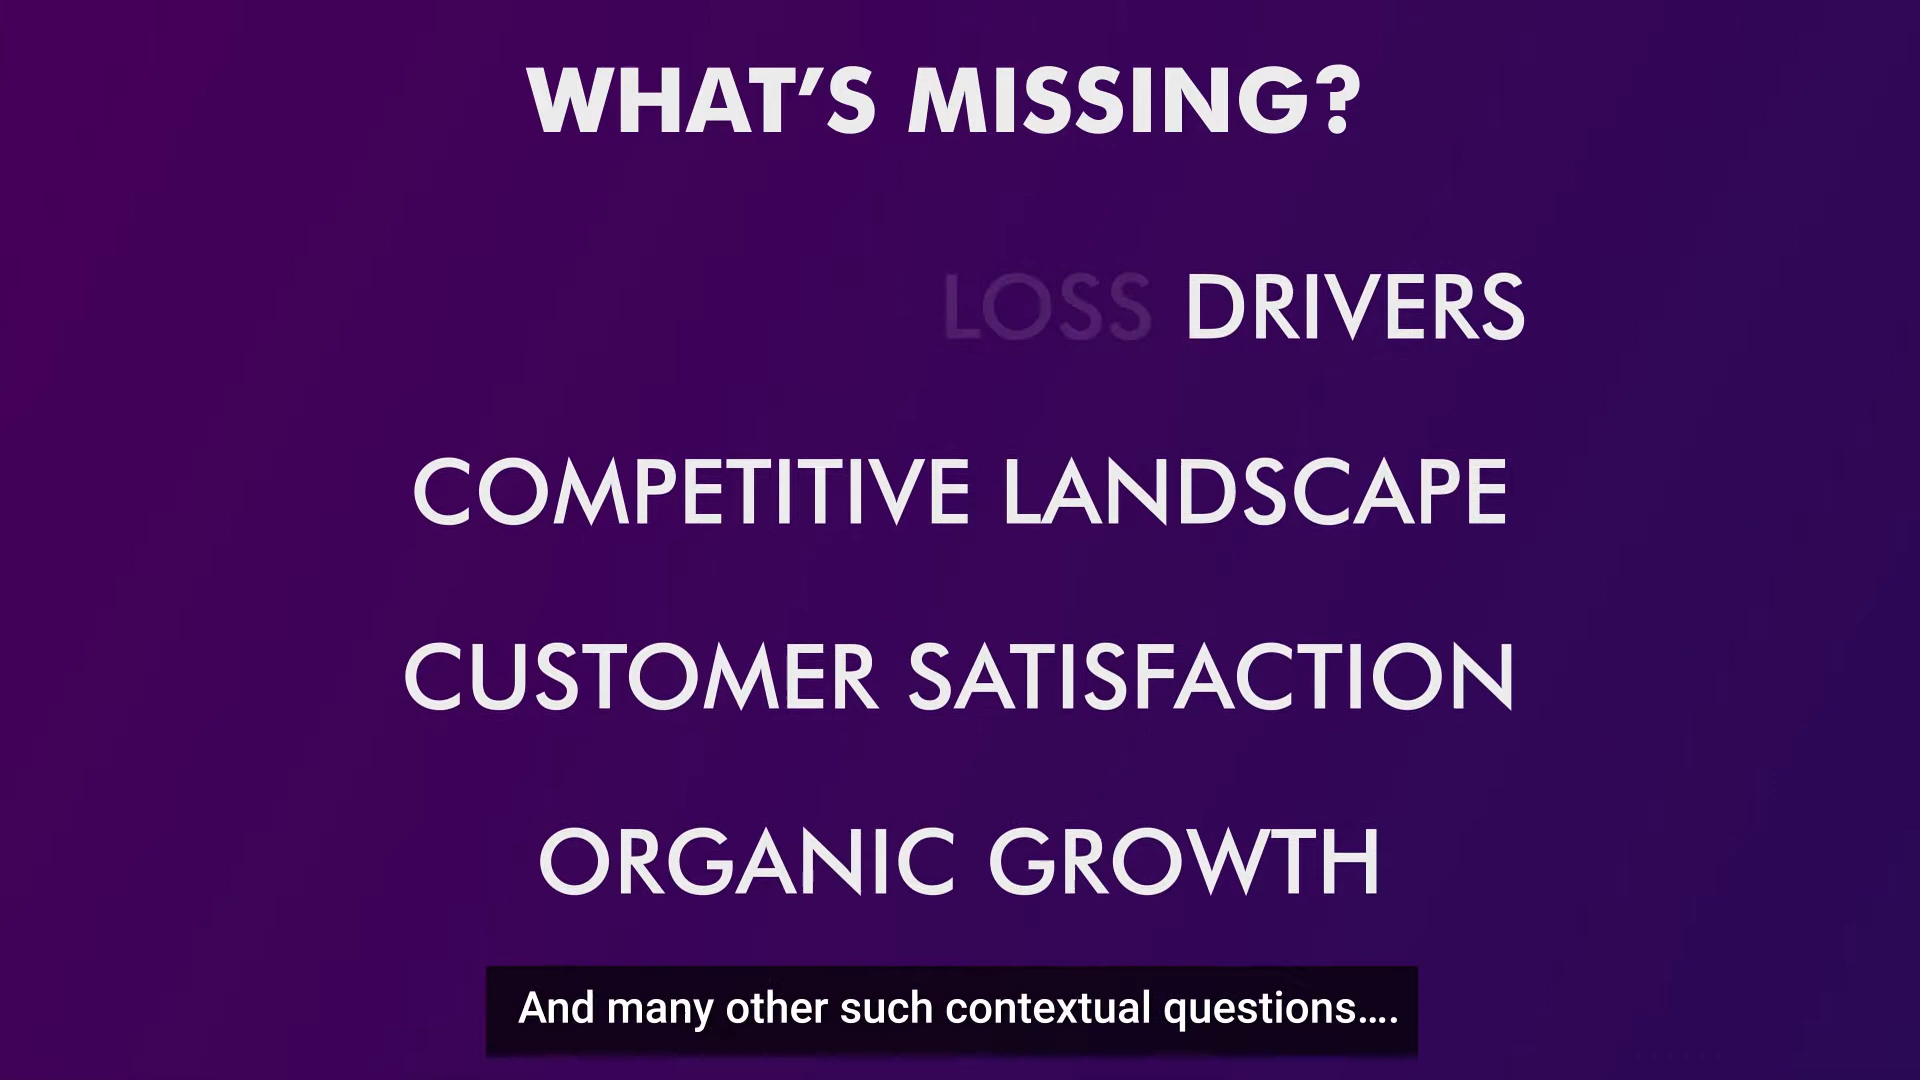 WHAT'S MISSING?
LOSS DRIVERS
COMPETITIVE LANDSCAPE
CUSTOMER SATISFACTION
ORGANIC GROWTH
And many other such contextual questions....